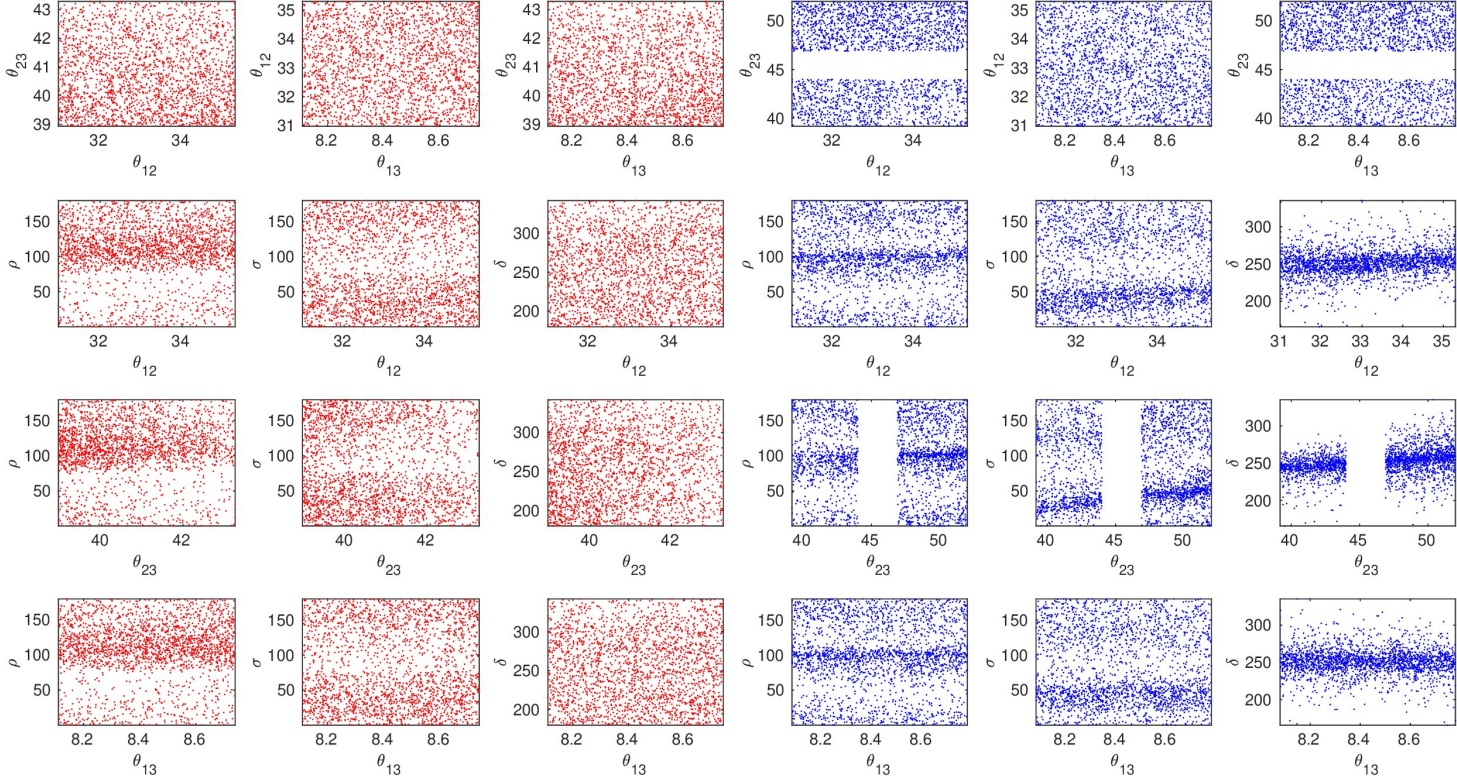 43 42 41 40 39 θ23 32 34 θ12
35 34 33 32 31 θ12 8.2 8.4 8.6 θ13
43 42 41 40 39 θ23 8.2 8.4 8.6 θ13
50 45 40 θ23 32 34 θ12
35 34 33 32 31 θ12 8.2 8.4 8.6 θ13
50 45 40 θ23 8.2 8.4 8.6 θ13
150 100 50 ρ 32 34 θ12
150 100 50 σ 32 34 θ12
300 250 200 δ 32 34 θ12
150 100 50 ρ 32 34 θ12
150 100 50 σ 32 34 θ12
300 250 200 δ 31 32 33 34 35 θ12
150 100 50 ρ 40 42 θ23
150 100 50 σ 40 42 θ23
300 250 200 δ 40 42 θ23
150 100 50 ρ 40 45 50 θ23
150 100 50 σ 40 45 50 θ23
300 250 200 δ 40 45 50 θ23
150 100 50 ρ 8.2 8.4 8.6 θ13
150 100 50 σ 8.2 8.4 8.6 θ13
300 250 200 δ 8.2 8.4 8.6 θ13
150 100 50 ρ 8.2 8.4 8.6 θ13
150 100 50 σ 8.2 8.4 8.6 θ13
300 250 200 δ 8.2 8.4 8.6 θ13